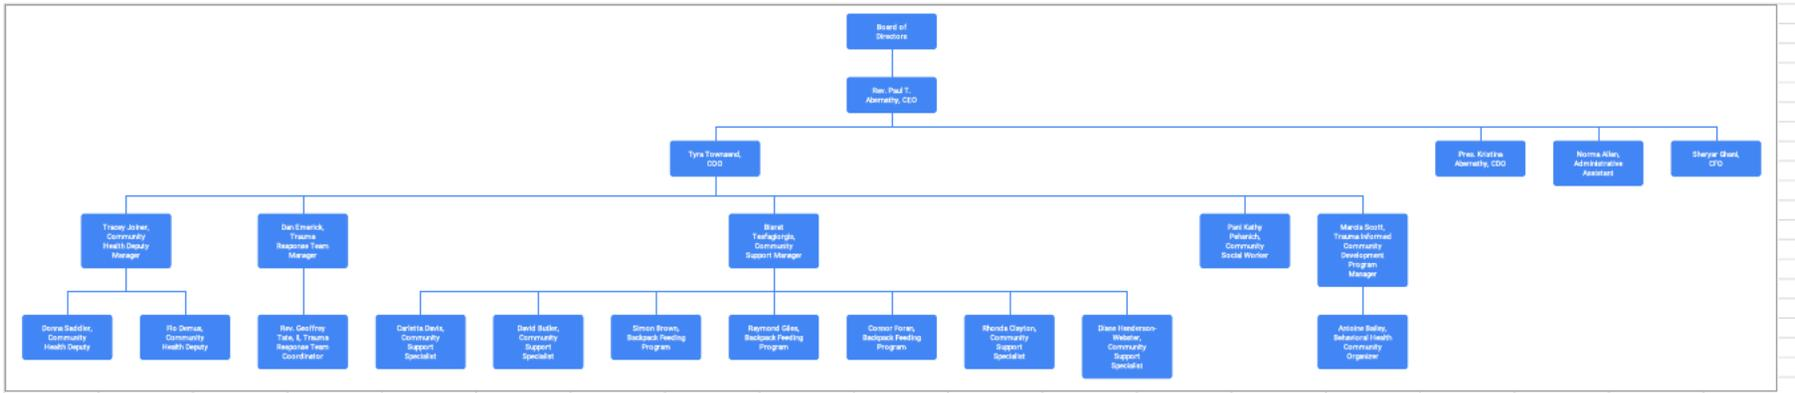 Board of
Directors
Rev. Paul T.
Abernathy, CEO
Tyra Townsend,
COO
Pres. Kristina
Abernathy, CDO
Norma Allen,
Administrative
Assistant
Sheryar Ghani,
CFO
Tracey Joiner,
Community
Health Deputy
Manager
Dan Emerick,
Trauma
Response Team
Manager
Bisrat
Tesfagiorgis,
Community
Support Manager
Pani Kathy
Pehanich,
Community
Social Worker
Marcia Scott,
Trauma Informed
Community
Development
Program
Manager
Donna Saddler,
Community
Health Deputy
Flo Demus,
Community
Health Deputy
Rev. Geoffrey
Tate, II, Trauma
Response Team
Coordinator
Carletta Davis,
Community
Support
Specialist
David Butler,
Community
Support
Specialist
Simon Brown,
Backpack Feeding
Program
Raymond Giles,
Backpack Feeding
Program
Connor Foran,
Backpack Feeding
Program
Rhonda Clayton,
Community
Support
Specialist
Diane Henderson-
Webster,
Community
Support
Specialist
Antoine Bailey,
Behavioral Health
Community
Organizer